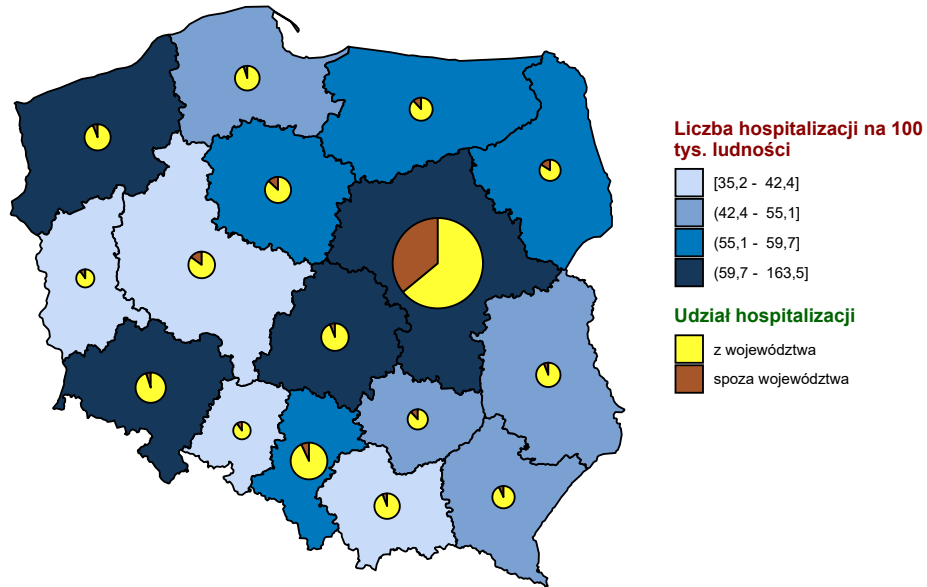 Liczba hospitalizacji na 100
tys. ludności
[35,2 - 42,4]
(42,4 - 55,1]
(55,1 - 59,7]
(59,7 - 163,5]
Udział hospitalizacji
z województwa
spoza województwa